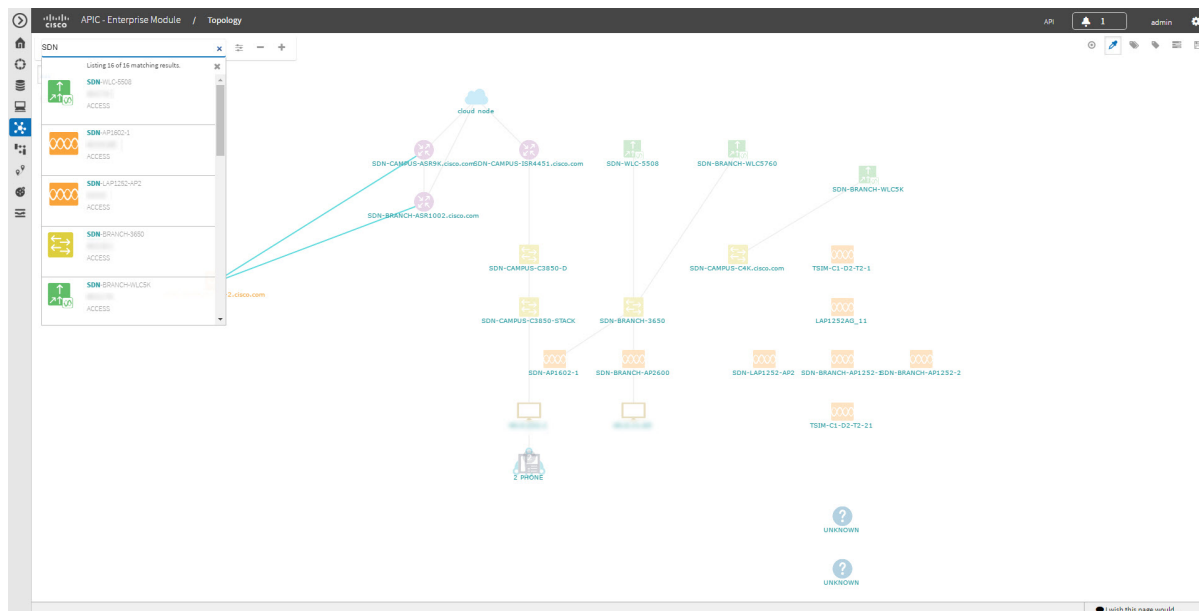 CISCO APIC - Enterprise Module / Topology API 1 admin
SDN
Listing 16 of 16 matching results.
SDN-WLC-5508
ACCESS
SDN-AP1602-1
ACCESS
SDN-LAP1252-AP2
ACCESS
SDN-BRANCH-3650
ACCESS
SDN-BRANCH-WLC5K
ACCESS
cloud node
SDN-CAMPUS-ASR9K.cisco.com SDN-CAMPUS-ISR4451.cisco.com SDN-WLC-5508 SDN-BRANCH-WLC5760
SDN-BRANCH-WLC5K
SDN-BRANCH-ASR1002.cisco.com
SDN-CAMPUS-C3850-D SDN-CAMPUS-C4K.cisco.com TSIM-C1-D2-T2-1
2.cisco.com
SDN-CAMPUS-C3850-STACK SDN-BRANCH-3650 LAP1252AG_11
SDN-AP1602-1 SDN-BRANCH-AP2600 SDN-LAP1252-AP2 SDN-BRANCH-AP1252-1 SDN-BRANCH-AP1252-2
TSIM-C1-D2-T2-21
2 PHONE
UNKNOWN
UNKNOWN
I wish this page would